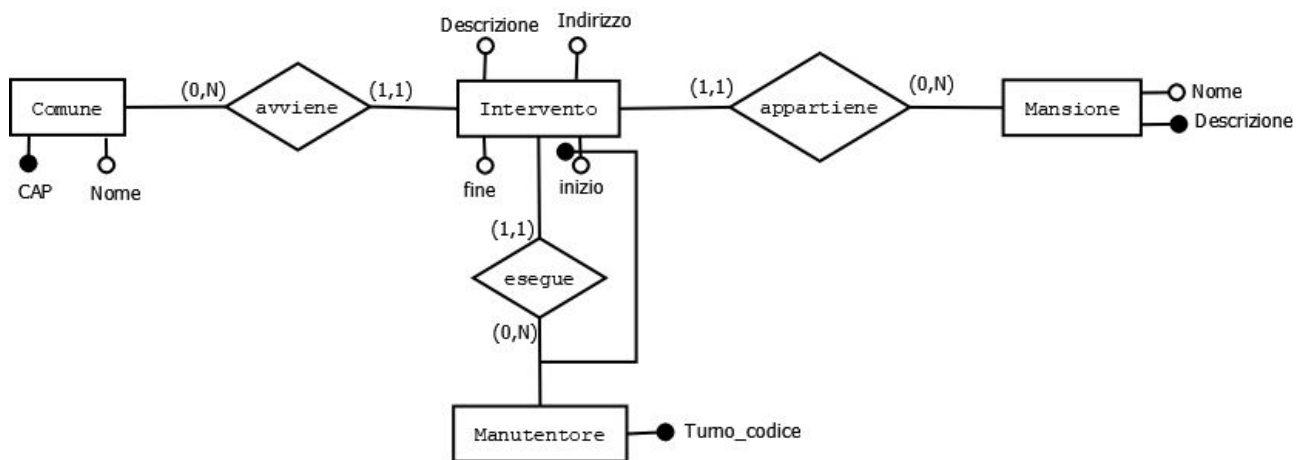 Descrizione
Indirizzo
Comune
(0,N)
avviene
(1,1)
Intervento
(1,1)
appartiene
(0,N)
Mansione
Nome
Descrizione
CAP
Nome
fine
inizio
(1,1)
esegue
(0,N)
Manutentore
Turno_codice